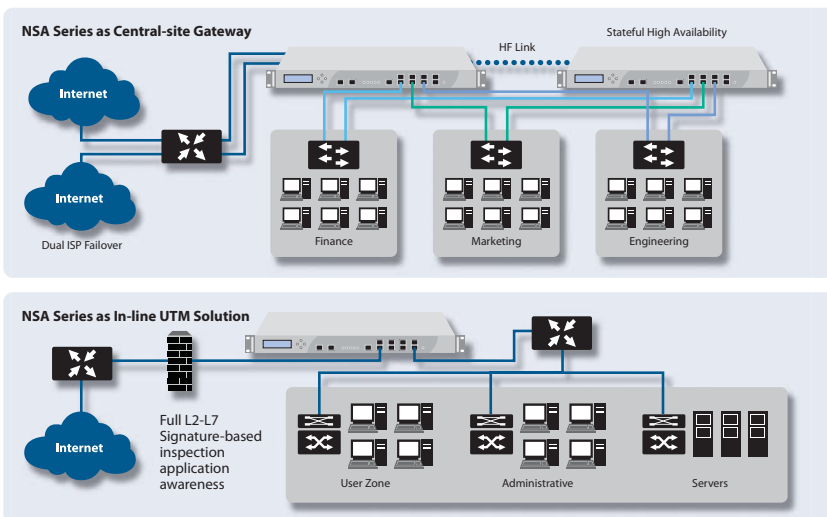 NSA Series as Central-site Gateway
HF Link
Stateful High Availability
Internet
Internet
Dual ISP Failover
Finance
Marketing
Engineering
NSA Series as In-line UTM Solution
Internet
Full L2-L7
Signature-based
inspection
application
awareness
User Zone
Administrative
Servers